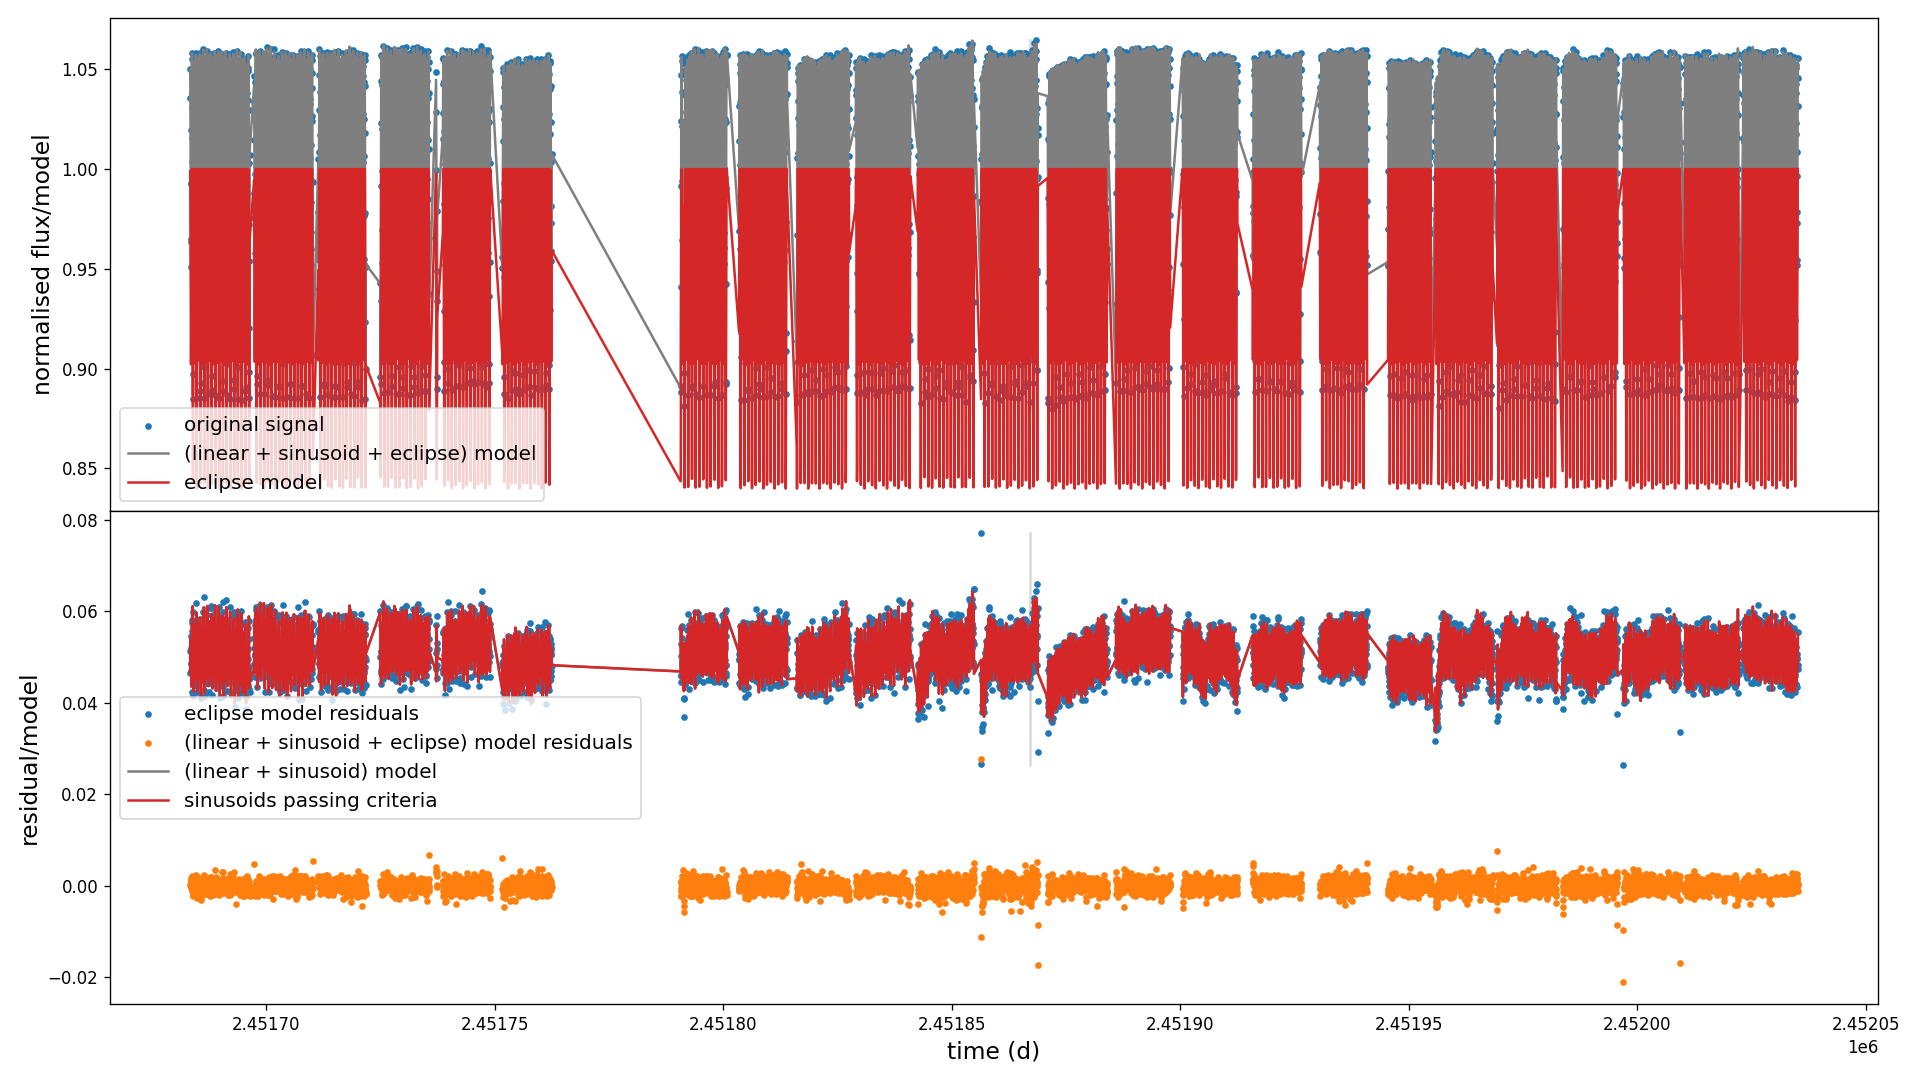 normalised flux/model
1.05
1.00
0.95
0.90
0.85
original signal
(linear + sinusoid + eclipse) model
eclipse model
residual/model
0.08
0.06
0.04
0.02
0.00
−0.02
eclipse model residuals
(linear + sinusoid + eclipse) model residuals
(linear + sinusoid) model
sinusoids passing criteria
2.45170 2.45175 2.45180 2.45185 2.45190 2.45195 2.45200 2.45205
time (d)
1e6